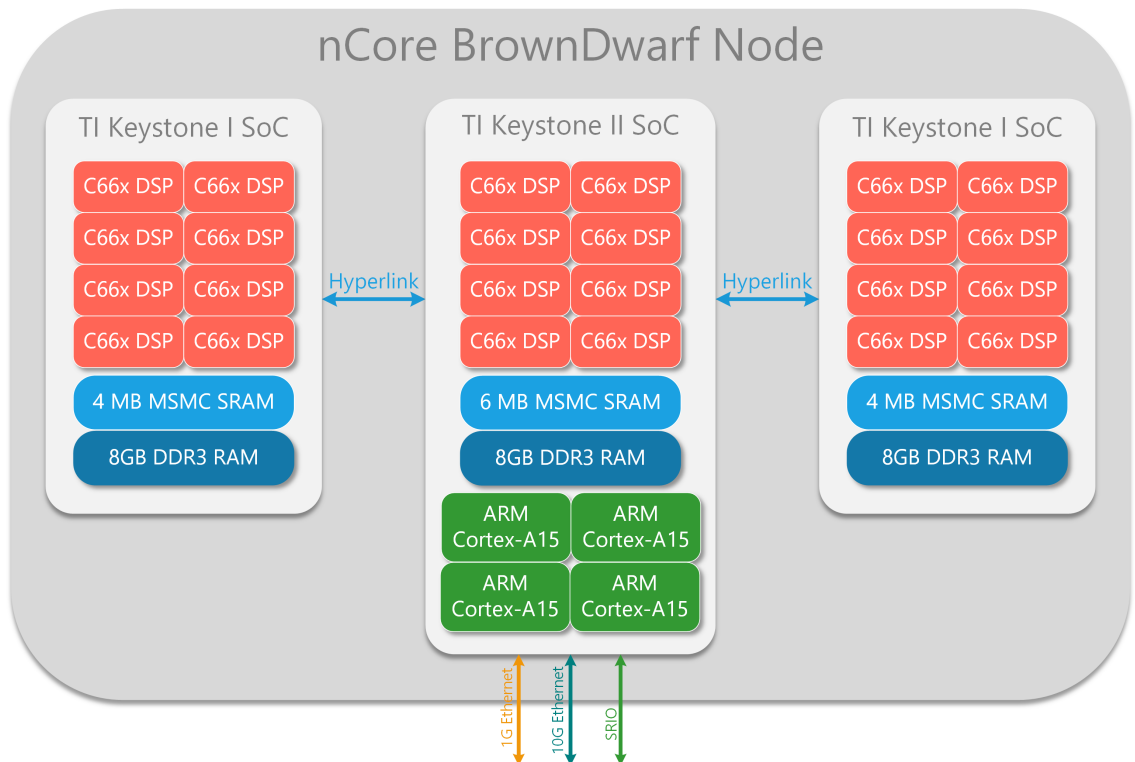 nCore BrownDwarf Node
TI Keystone I SoC
C66x DSP C66x DSP
C66x DSP C66x DSP
C66x DSP C66x DSP
C66x DSP C66x DSP
4 MB MSMC SRAM
8GB DDR3 RAM
Hyperlink
TI Keystone II SoC
C66x DSP C66x DSP
C66x DSP C66x DSP
C66x DSP C66x DSP
C66x DSP C66x DSP
6 MB MSMC SRAM
8GB DDR3 RAM
ARM
Cortex-A15
ARM
Cortex-A15
ARM
Cortex-A15
ARM
Cortex-A15
Hyperlink
TI Keystone I SoC
C66x DSP C66x DSP
C66x DSP C66x DSP
C66x DSP C66x DSP
C66x DSP C66x DSP
4 MB MSMC SRAM
8GB DDR3 RAM
1G Ethernet
10G Ethernet
SRIO